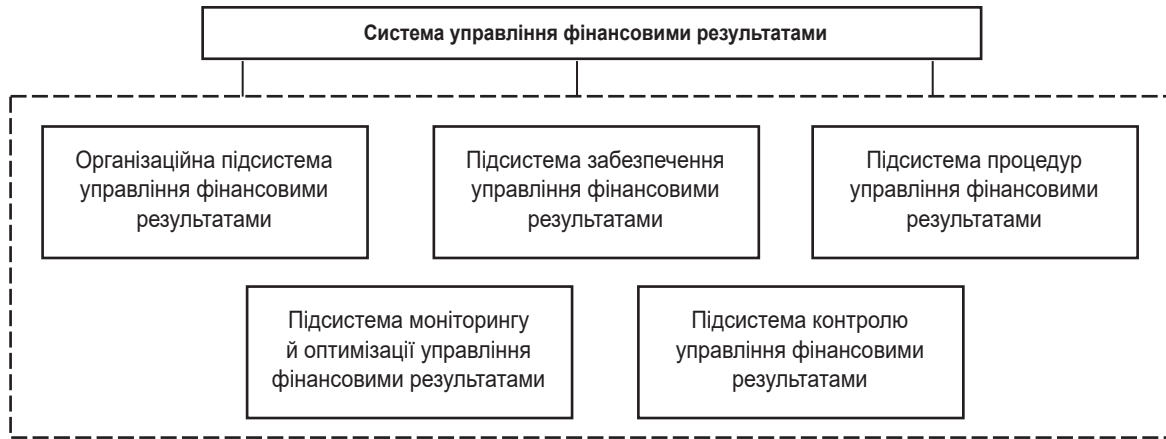 Система управління фінансовими результатами
Організаційна підсистема
управління фінансовими
результатами
Підсистема забезпечення
управління фінансовими
результатами
Підсистема процедур
управління фінансовими
результатами
Підсистема моніторингу
й оптимізації управління
фінансовими результатами
Підсистема контролю
управління фінансовими
результатами